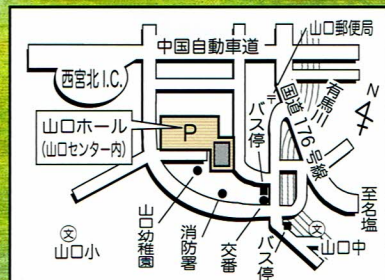 山口郵便局
中国自動車道
西宮北I.C.
N
有馬川
国道176号線
〒
バス停
山口ホール
(山口センター内)
P
至名塩
山口幼稚園
消防署
交番
バス停
文
山口小
文
山口中